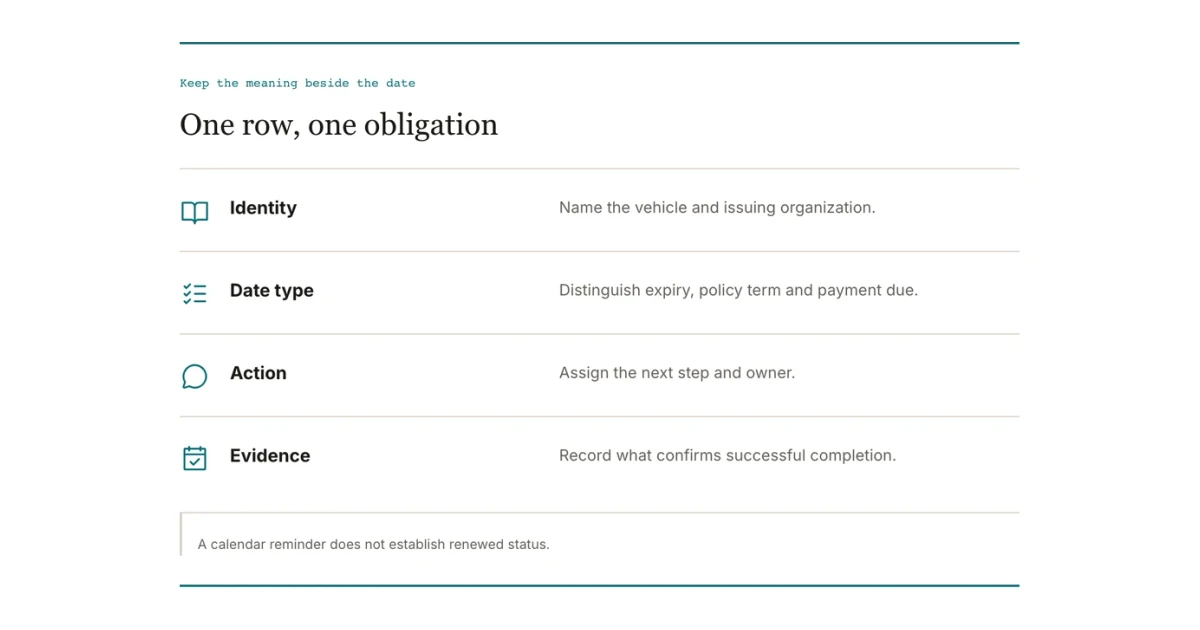 Keep the meaning beside the date
One row, one obligation
Identity
Name the vehicle and issuing organization.
Date type
Distinguish expiry, policy term and payment due.
Action
Assign the next step and owner.
Evidence
Record what confirms successful completion.
A calendar reminder does not establish renewed status.